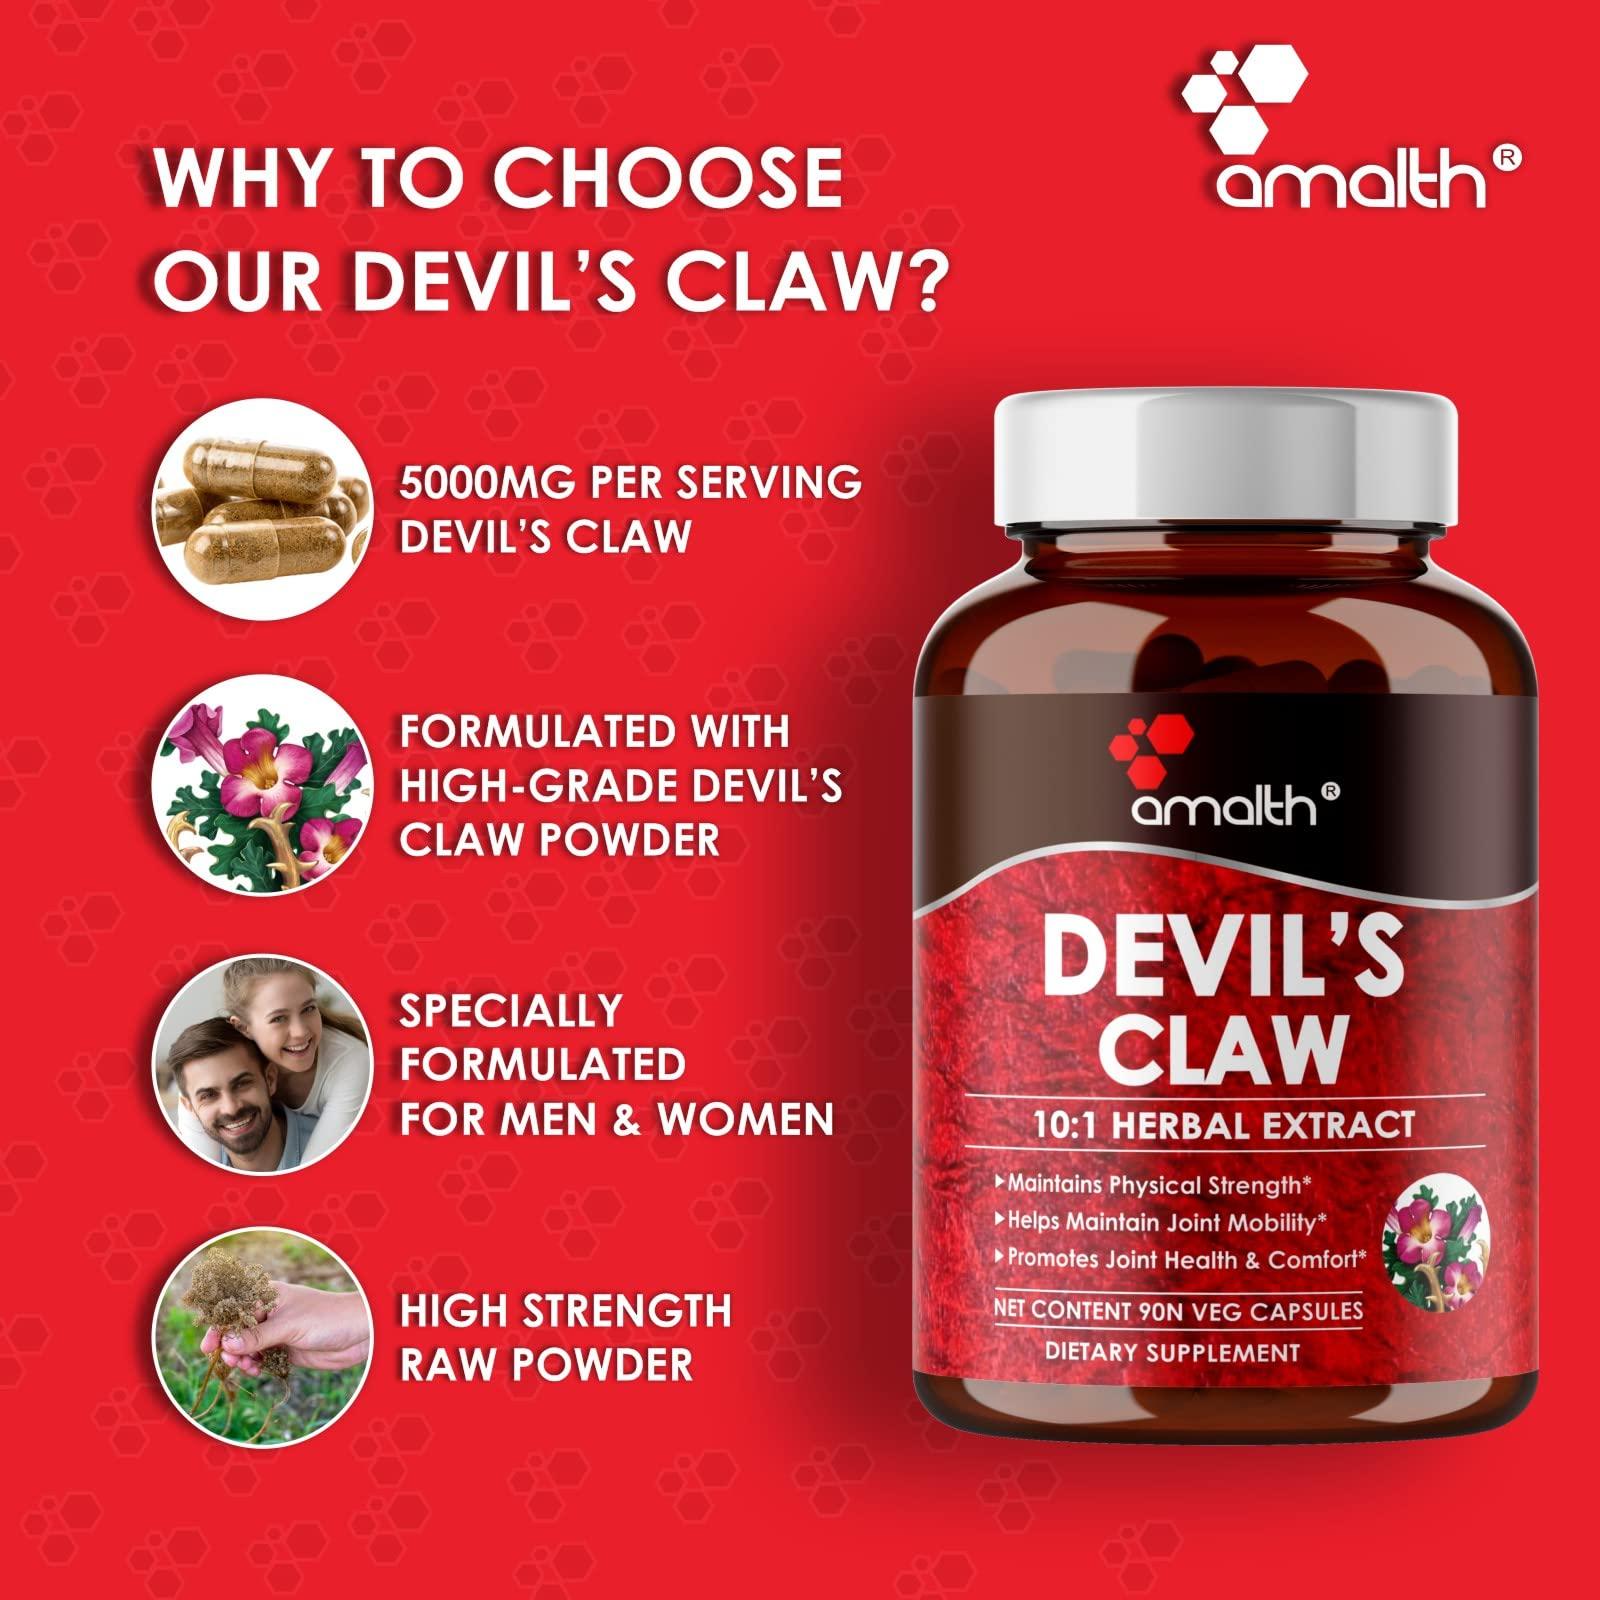 amalth®
WHY TO CHOOSE
OUR DEVIL'S CLAW?
5000MG PER SERVING
DEVIL'S CLAW
FORMULATED WITH
HIGH-GRADE DEVIL'S
CLAW POWDER
SPECIALLY
FORMULATED
FOR MEN & WOMEN
HIGH STRENGTH
RAW POWDER
amalth®
DEVIL'S
CLAW
10:1 HERBAL EXTRACT
▸Maintains Physical Strength*
▸Helps Maintain Joint Mobility*
▸Promotes Joint Health & Comfort*
NET CONTENT 90N VEG CAPSULES
DIETARY SUPPLEMENT